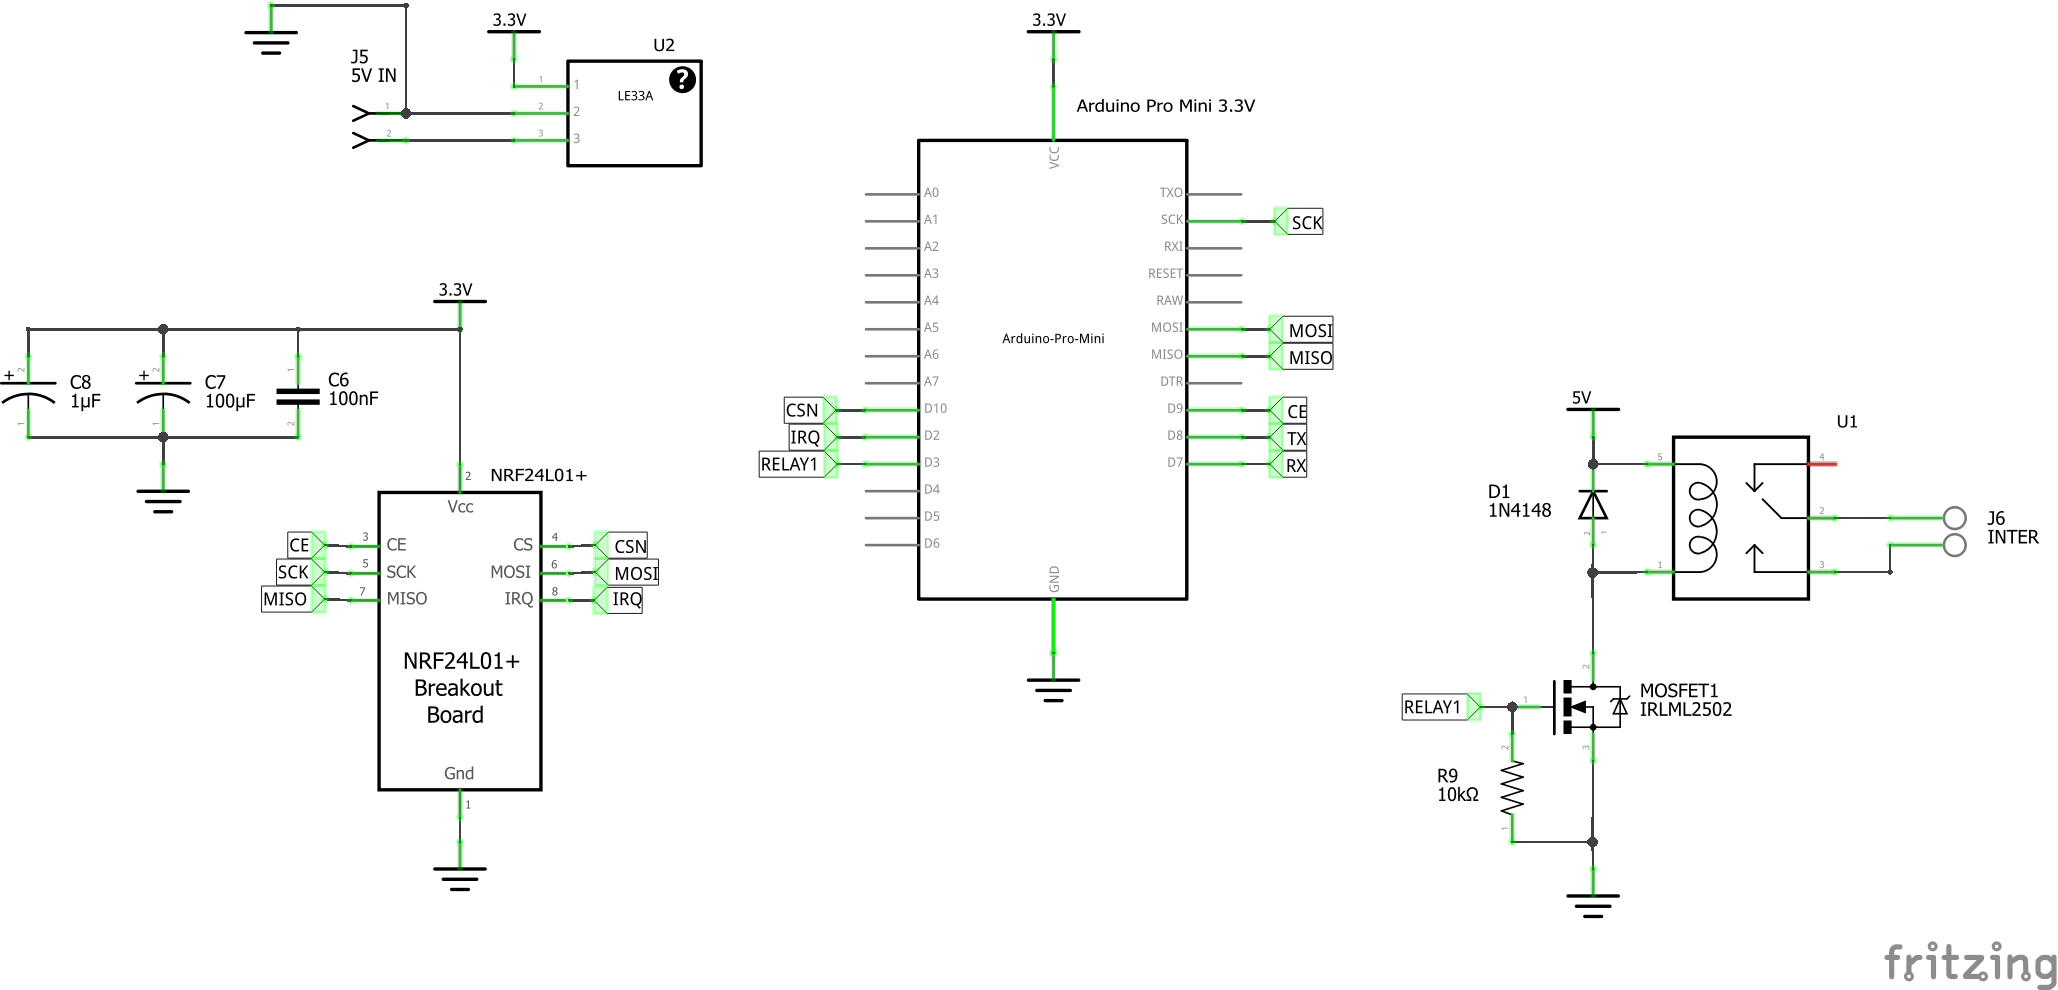 J5
5V IN
1
2
3.3V
U2
?
LE33A
1
2
3
1
2
3
3.3V
Arduino Pro Mini 3.3V
VCC
Arduino-Pro-Mini
A0
A1
A2
A3
A4
A5
A6
A7
D10
D2
D3
D4
D5
D6
TXO
SCK
RXI
RESET
RAW
MOSI
MISO
DTR
D9
D8
D7
GND
CSN
IRQ
RELAY1
SCK
MOSI
MISO
CE
TX
RX
3.3V
+
2
C8
1µF
1
+
2
C7
100µF
1
1
C6
100nF
2
NRF24L01+
2
Vcc
CE
3
CE
SCK
5
SCK
MISO
7
MISO
CS
4
CSN
MOSI
6
MOSI
IRQ
8
IRQ
NRF24L01+
Breakout
Board
Gnd
1
5V
U1
D1
1N4148
2
1
5
1
4
2
3
J6
INTER
RELAY1
1
2
3
MOSFET1
IRLML2502
R9
10kΩ
2
1
fritzing